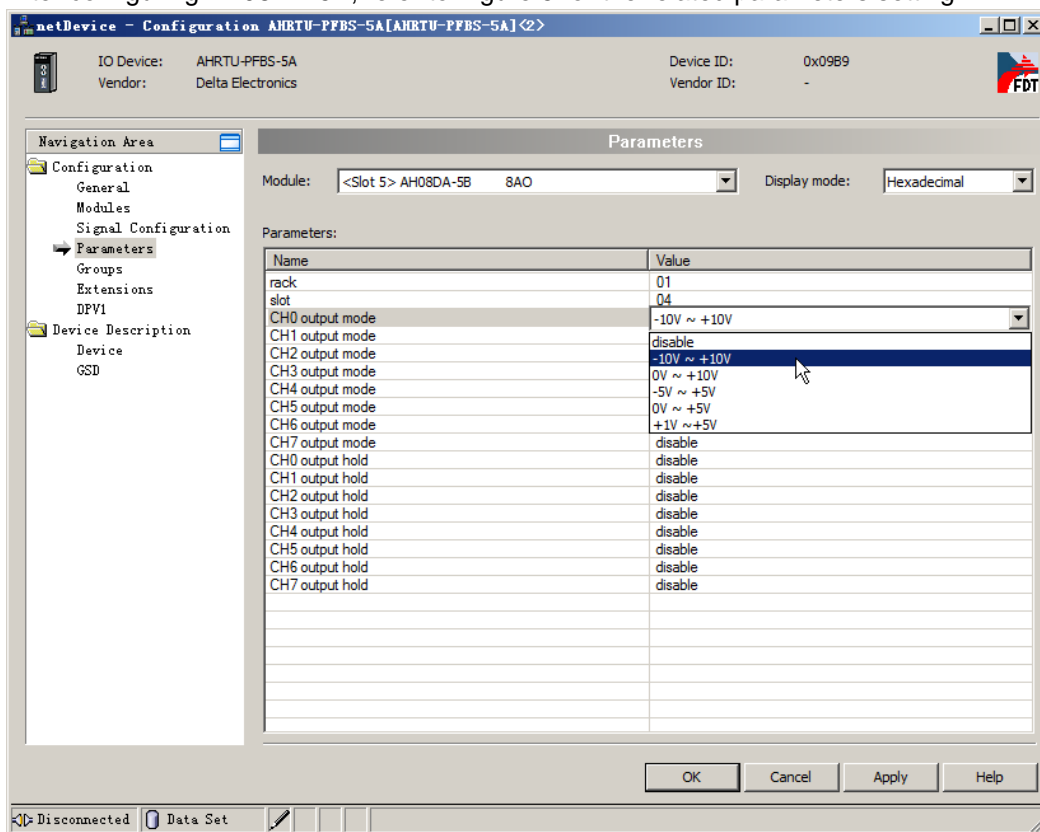 netDevice - Configuration AHRTU-PFBS-5A[AHRTU-PFBS-5A]<2>
IO Device: AHRTU-PFBS-5A Device ID: 0x09B9
Vendor: Delta Electronics Vendor ID: -
FDT
Navigation Area
Configuration
General
Modules
Signal Configuration
Parameters
Groups
Extensions
DPV1
Device Description
Device
GSD
Parameters
Module: <Slot 5> AH08DA-5B 8AO Display mode: Hexadecimal
Parameters:
Name Value
rack 01
slot 04
CH0 output mode -10V ~ +10V
CH1 output mode
CH2 output mode
CH3 output mode
CH4 output mode
CH5 output mode
CH6 output mode
disable
-10V ~ +10V
0V ~ +10V
-5V ~ +5V
0V ~ +5V
+1V ~+5V
CH7 output mode disable
CH0 output hold disable
CH1 output hold disable
CH2 output hold disable
CH3 output hold disable
CH4 output hold disable
CH5 output hold disable
CH6 output hold disable
CH7 output hold disable
OK Cancel Apply Help
Disconnected Data Set